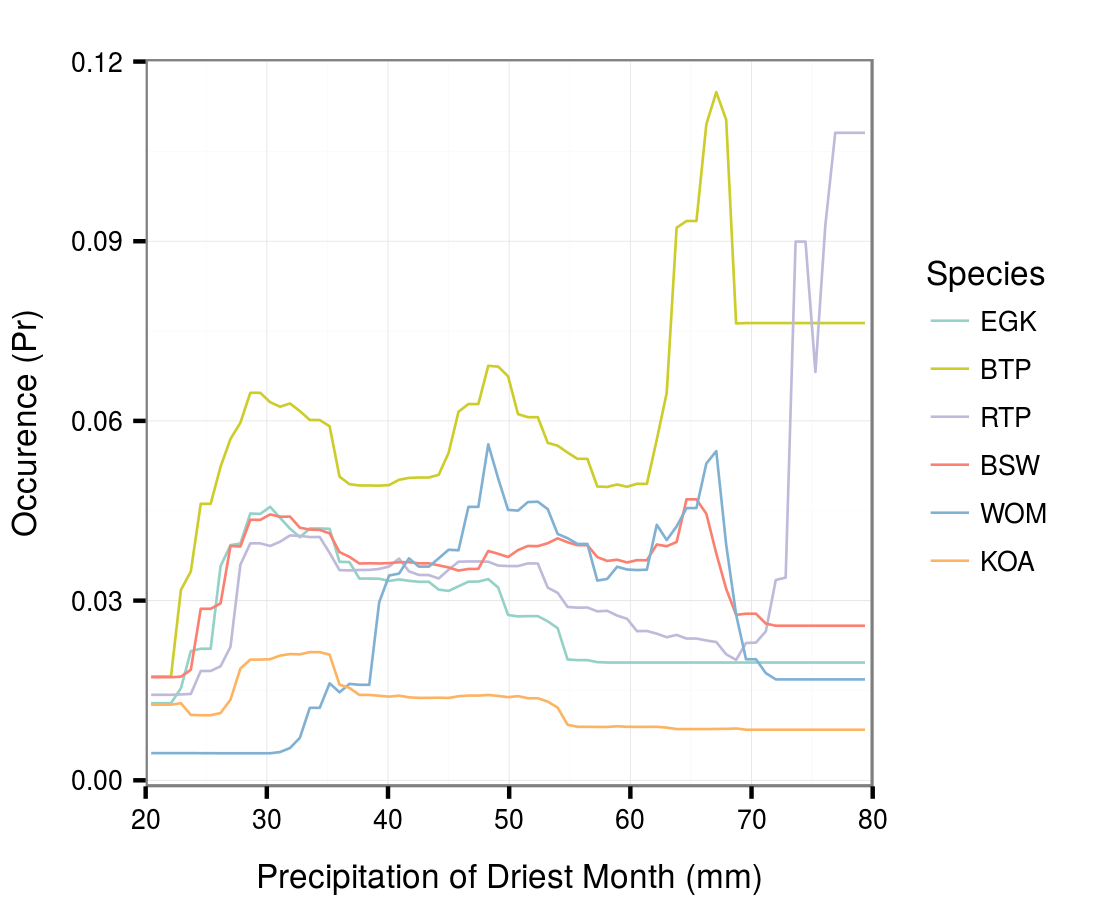 0.12
0.09
0.06
0.03
0.00
20 30 40 50 60 70 80
Occurence (Pr)
Precipitation of Driest Month (mm)
Species
EGK
BTP
RTP
BSW
WOM
KOA